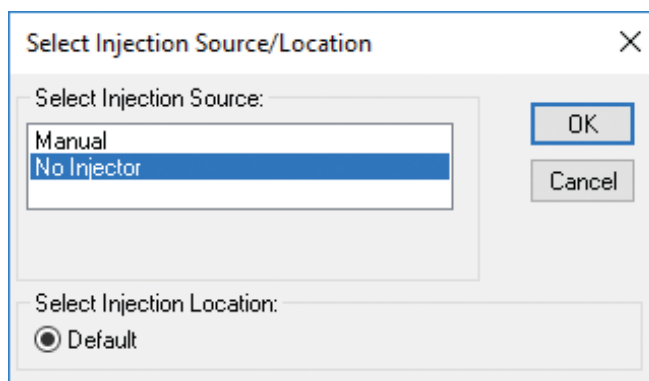 Select Injection Source/Location
Select Injection Source:
Manual
No Injector
OK
Cancel
Select Injection Location:
Default